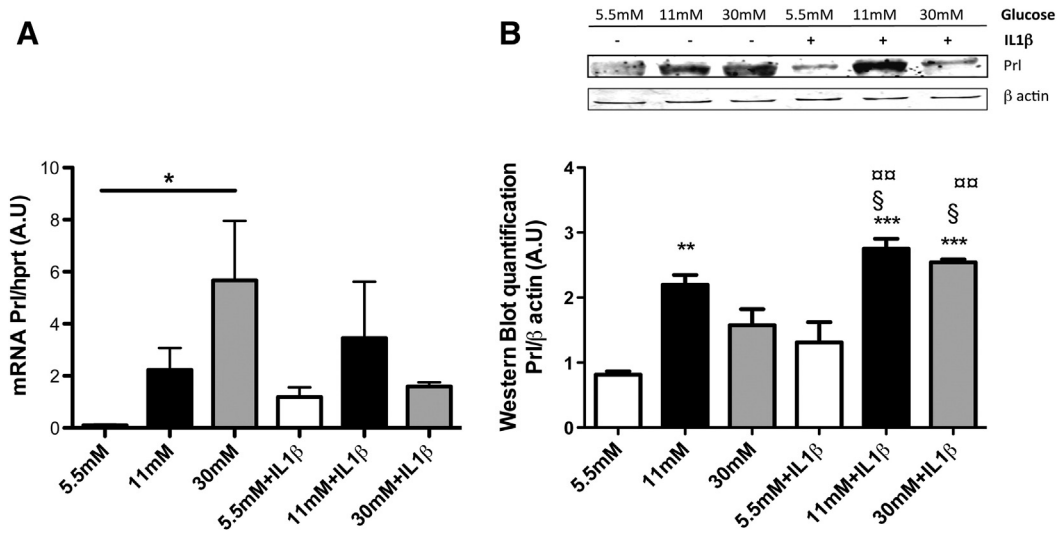 A
B
5.5mM 11mM 30mM 5.5mM 11mM 30mM Glucose
- - - + + + IL1β
Prl
β actin
mRNA Prl/hprt (A.U)
10
8
6
4
2
0
*
5.5mM
11mM
30mM
5.5mM+IL1β
11mM+IL1β
30mM+IL1β
Western Blot quantification
Prl/β actin (A.U)
4
3
2
1
0
**
¤¤
§
***
¤¤
§
***
5.5mM
11mM
30mM
5.5mM+IL1β
11mM+IL1β
30mM+IL1β